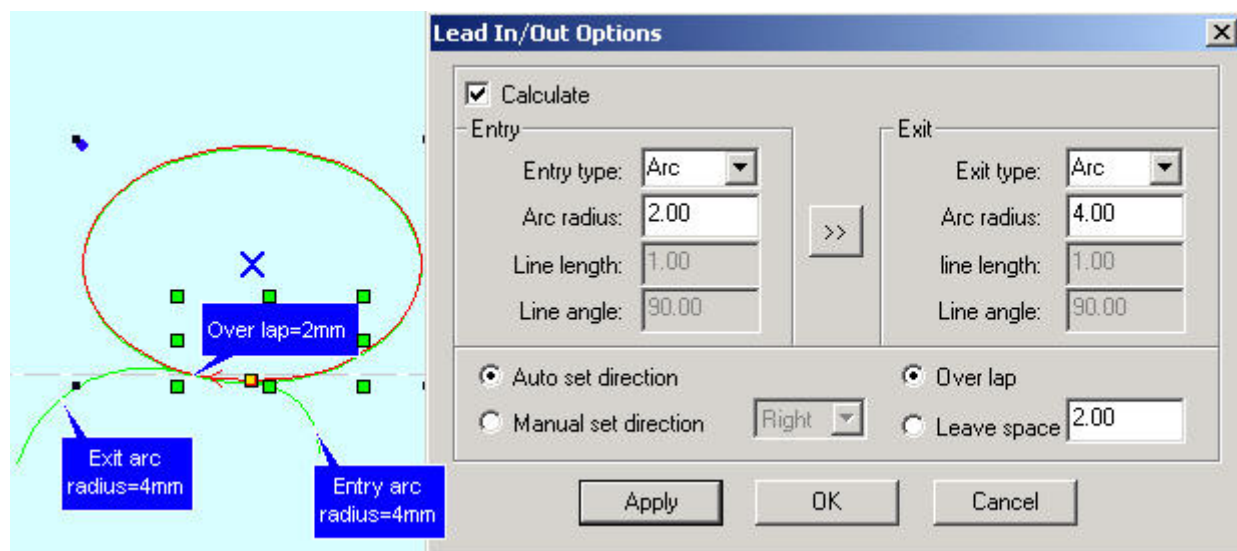 Lead In/Out Options
Calculate
Entry
Entry type: Arc
Arc radius: 2.00
Line length: 1.00
Line angle: 90.00
>>
Exit
Exit type: Arc
Arc radius: 4.00
line length: 1.00
Line angle: 90.00
Auto set direction
Manual set direction Right
Over lap
Leave space 2.00
Apply OK Cancel
Over lap=2mm
Exit arc
radius=4mm
Entry arc
radius=4mm